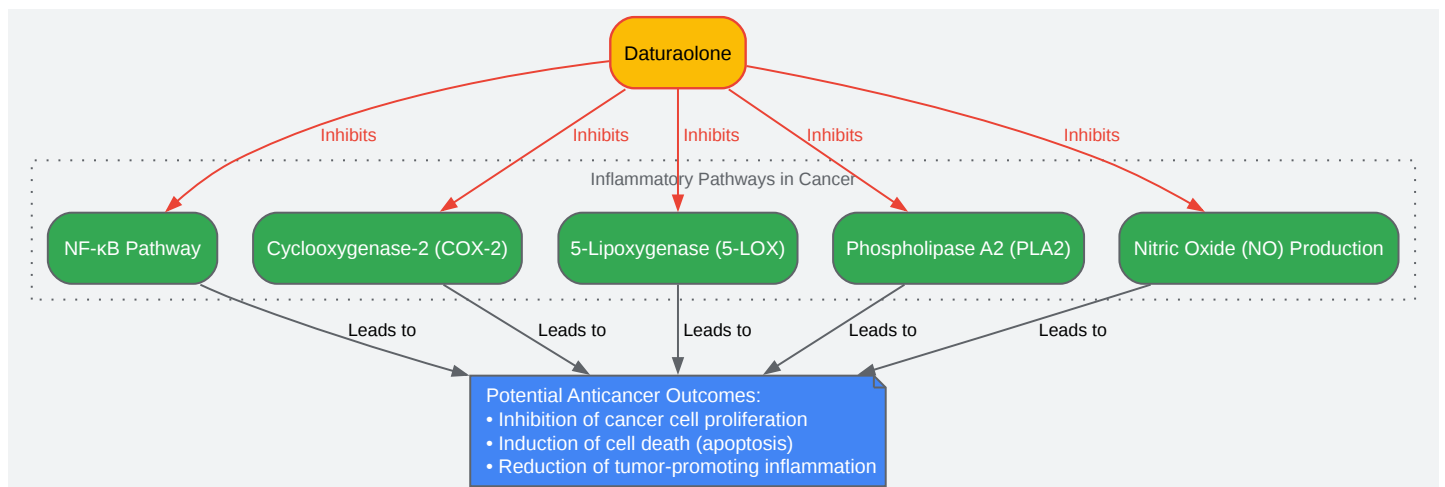 Daturaolone
Inhibits
Inhibits
Inhibits
Inhibits
Inhibits
Inflammatory Pathways in Cancer
NF-κB Pathway
Cyclooxygenase-2 (COX-2)
5-Lipoxygenase (5-LOX)
Phospholipase A2 (PLA2)
Nitric Oxide (NO) Production
Leads to
Leads to
Leads to
Leads to
Leads to
Potential Anticancer Outcomes:
• Inhibition of cancer cell proliferation
• Induction of cell death (apoptosis)
• Reduction of tumor-promoting inflammation